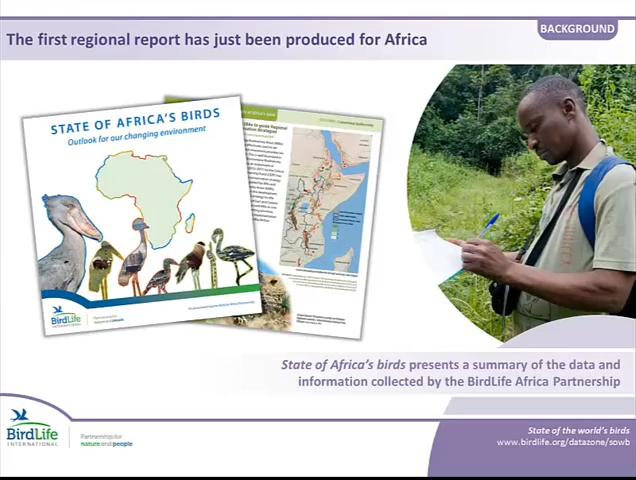 BACKGROUND
The first regional report has just been produced for Africa
STATE OF AFRICA'S BIRDS
Outlook for our changing environment
BirdLife
INTERNATIONAL
State of Africa's birds presents a summary of the data and
information collected by the BirdLife Africa Partnership
BirdLife
INTERNATIONAL
Partnership for
nature and people
State of the world's birds
www.birdlife.org/datazone/sowb